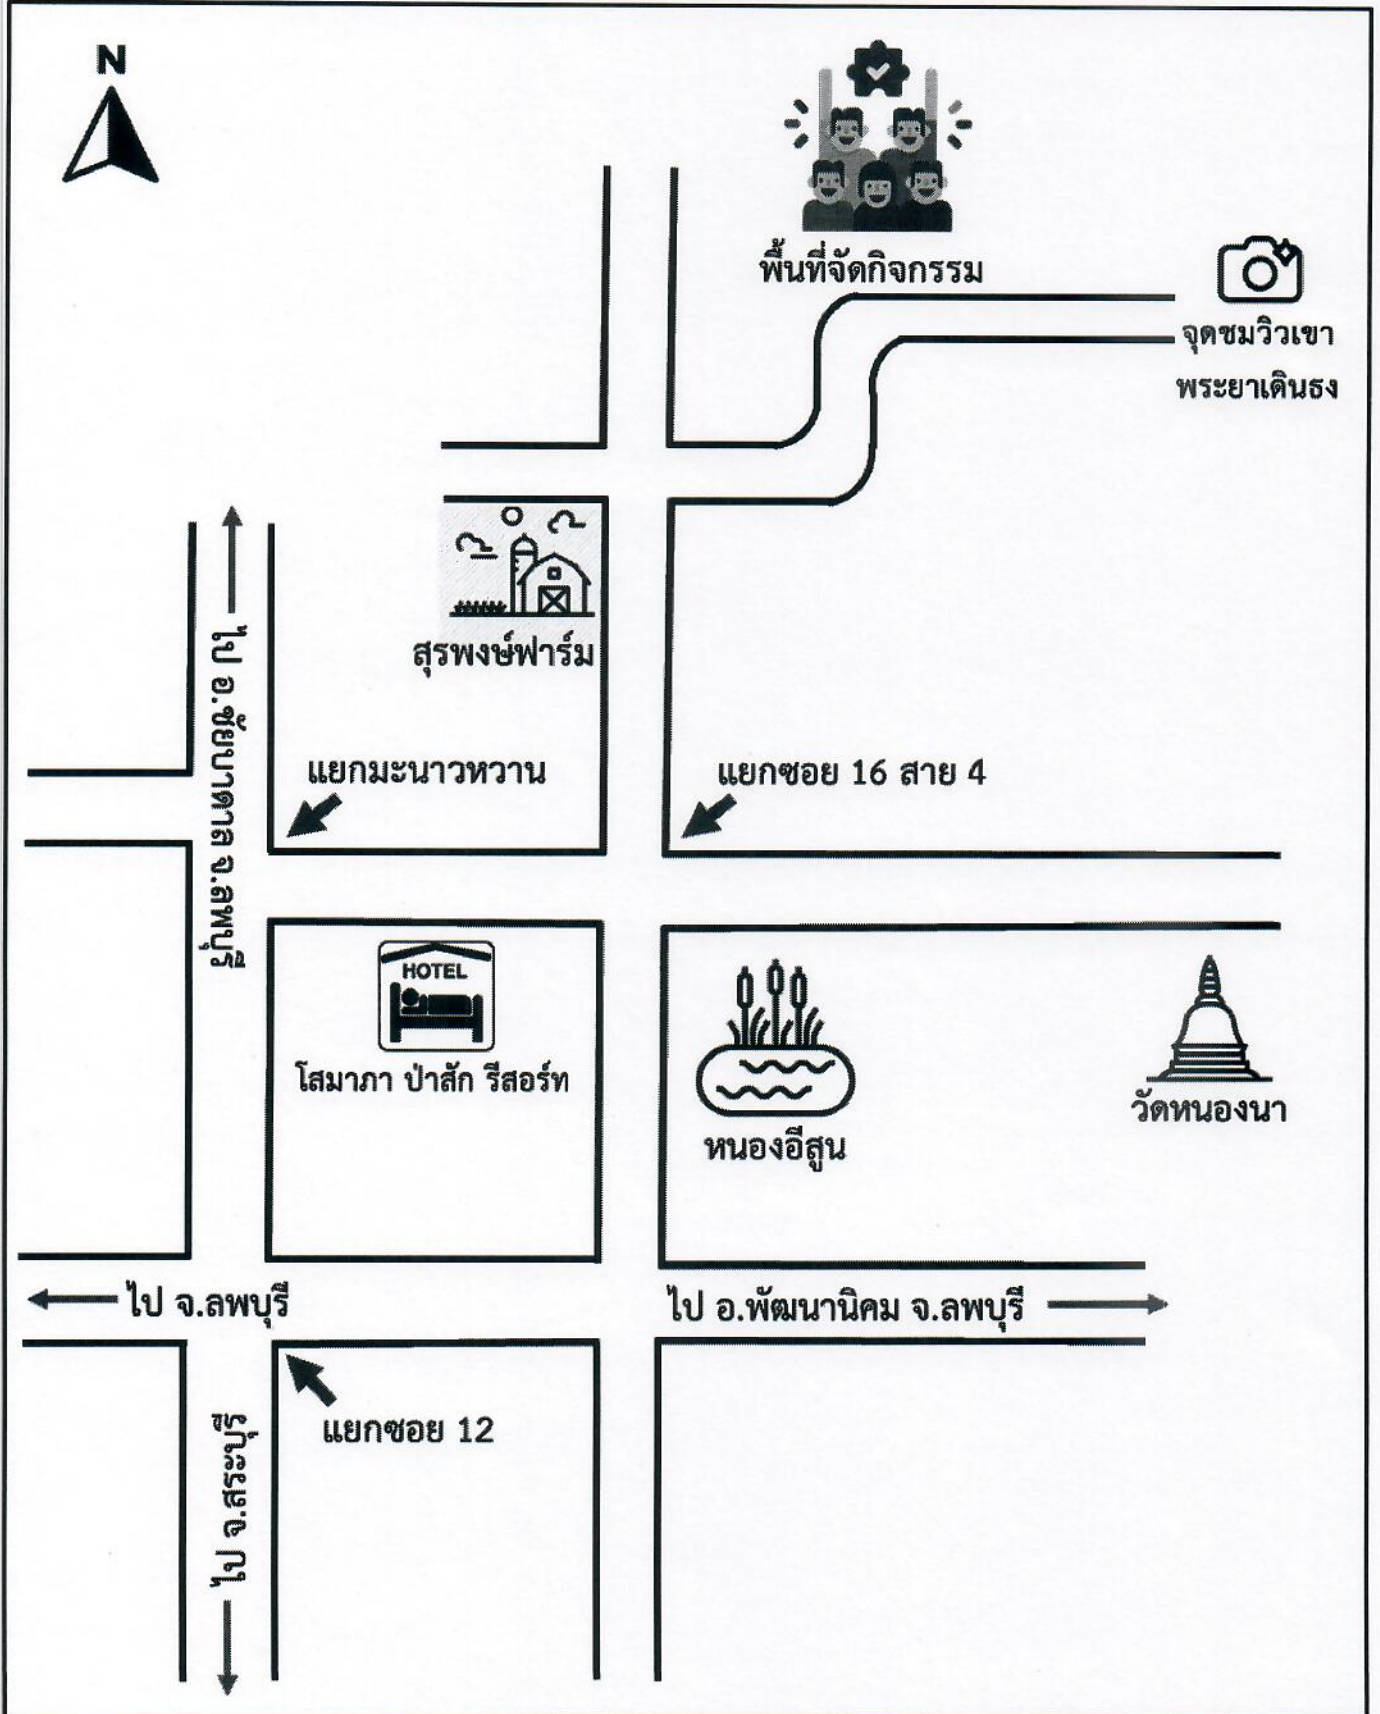 N
พื้นที่จัดกิจกรรม
จุดชมวิวเขา
พระยาเดินธง
สุรพงษ์ฟาร์ม
ไป อ.ชัยบาดาล จ.ลพบุรี
แยกมะนาวหวาน
แยกซอย 16 สาย 4
HOTEL
โสมาภา ป่าสัก รีสอร์ท
หนองอีสูน
วัดหนองนา
ไป จ.ลพบุรี
ไป อ.พัฒนานิคม จ.ลพบุรี
แยกซอย 12
ไป จ.สระบุรี